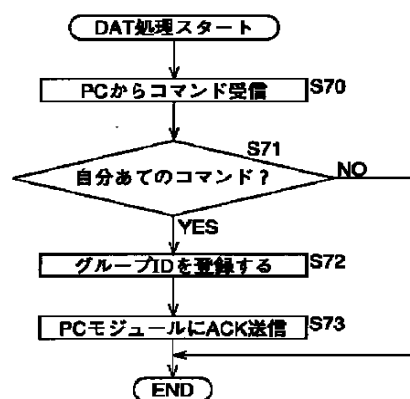 DAT処理スタート
PCからコマンド受信 S70
S71
自分あてのコマンド? NO
YES
グループIDを登録する S72
PCモジュールにACK送信 S73
END